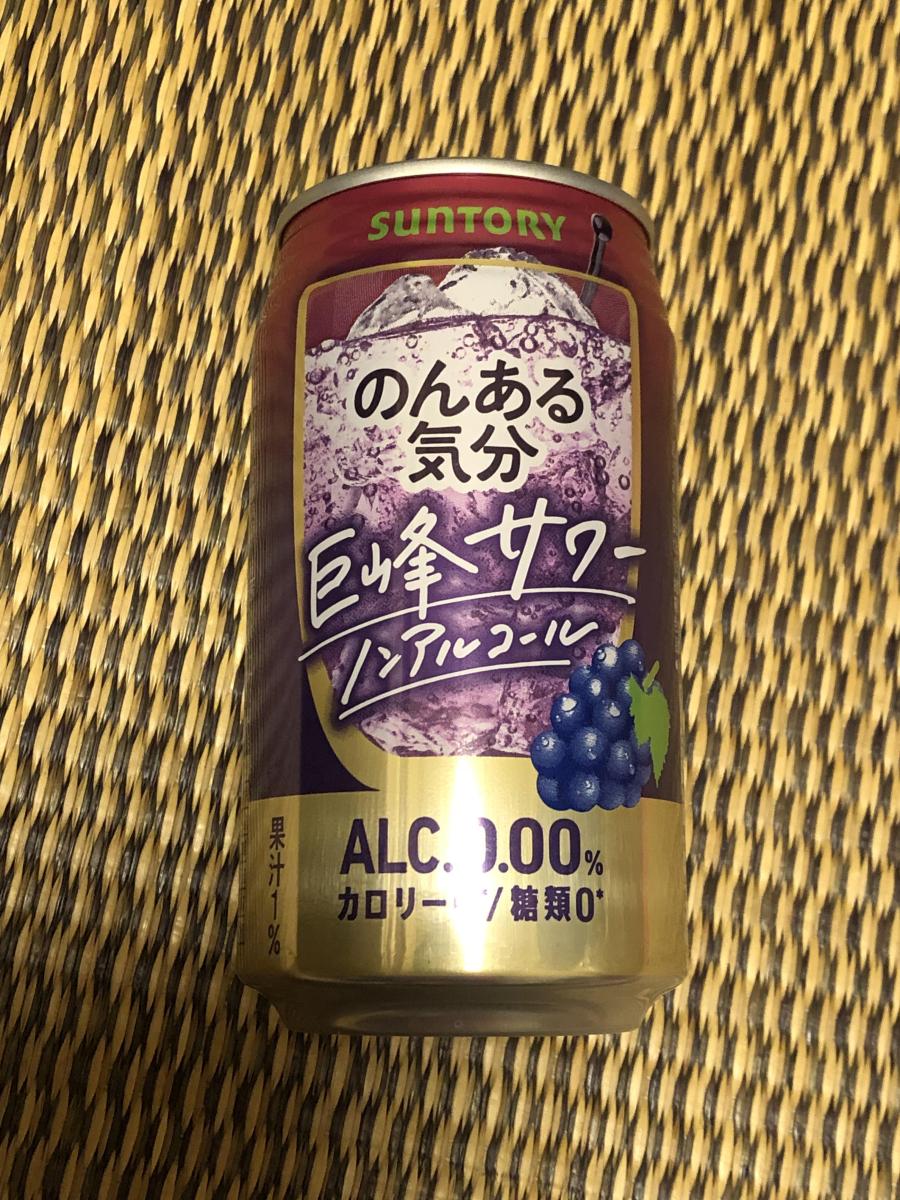 SUNTORY
のんある
気分
巨峰サワー
ノンアルコール
ALC.0.00%
カロリー / 糖類0*
果汁1%